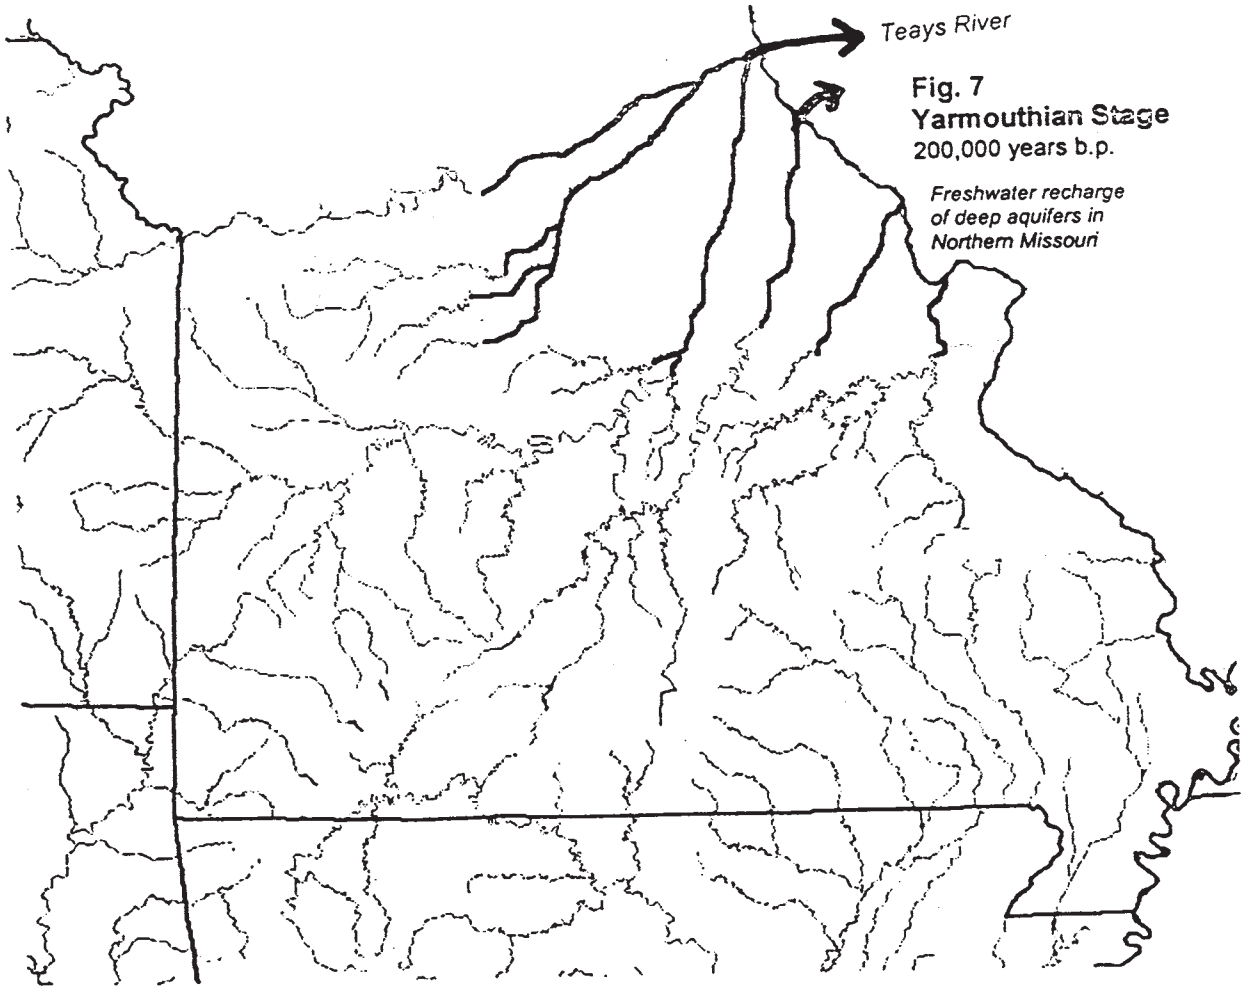 Teays River
Fig. 7
Yarmouthian Stage
200,000 years b.p.
Freshwater recharge
of deep aquifers in
Northern Missouri